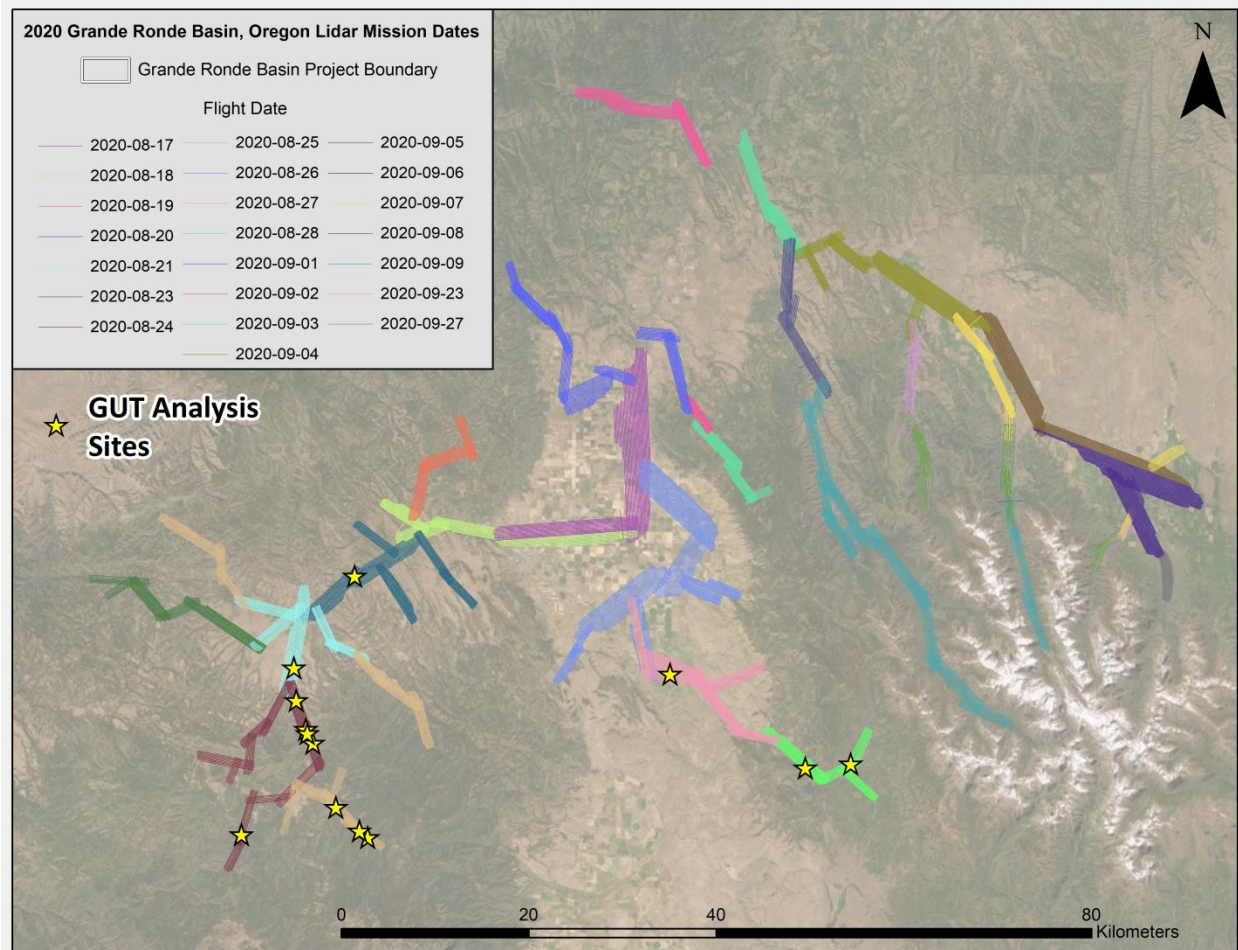 2020 Grande Ronde Basin, Oregon Lidar Mission Dates
Grande Ronde Basin Project Boundary
Flight Date
2020-08-17
2020-08-18
2020-08-19
2020-08-20
2020-08-21
2020-08-23
2020-08-24
2020-08-25
2020-08-26
2020-08-27
2020-08-28
2020-09-01
2020-09-02
2020-09-03
2020-09-04
2020-09-05
2020-09-06
2020-09-07
2020-09-08
2020-09-09
2020-09-23
2020-09-27
GUT Analysis
Sites
N
0 20 40 80
Kilometers